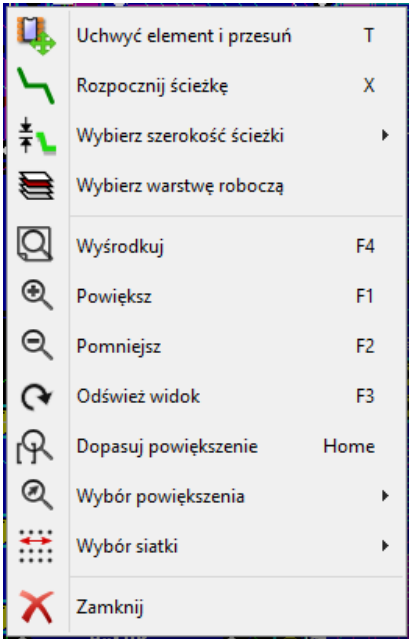 Uchwyć element i przesuń T
Rozpocznij ścieżkę X
Wybierz szerokość ścieżki
Wybierz warstwę roboczą
Wyśrodkuj F4
Powiększ F1
Pomniejsz F2
Odśwież widok F3
Dopasuj powiększenie Home
Wybór powiększenia
Wybór siatki
Zamknij